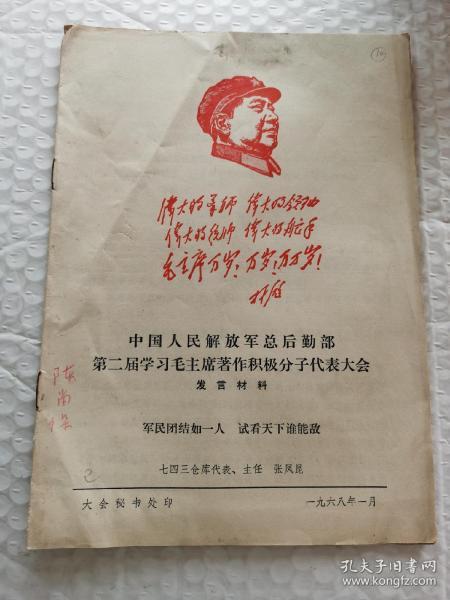 伟大的导师 伟大的领袖
伟大的统帅 伟大的舵手
毛主席万岁！万岁！万万岁！
林彪
中国人民解放军总后勤部
第二届学习毛主席著作积极分子代表大会
发言材料
军民团结如一人 试看天下谁能敌
七四三仓库代表、主任 张凤昆
大会秘书处印
一九六八年一月
孔夫子旧书网
www.kongfz.com